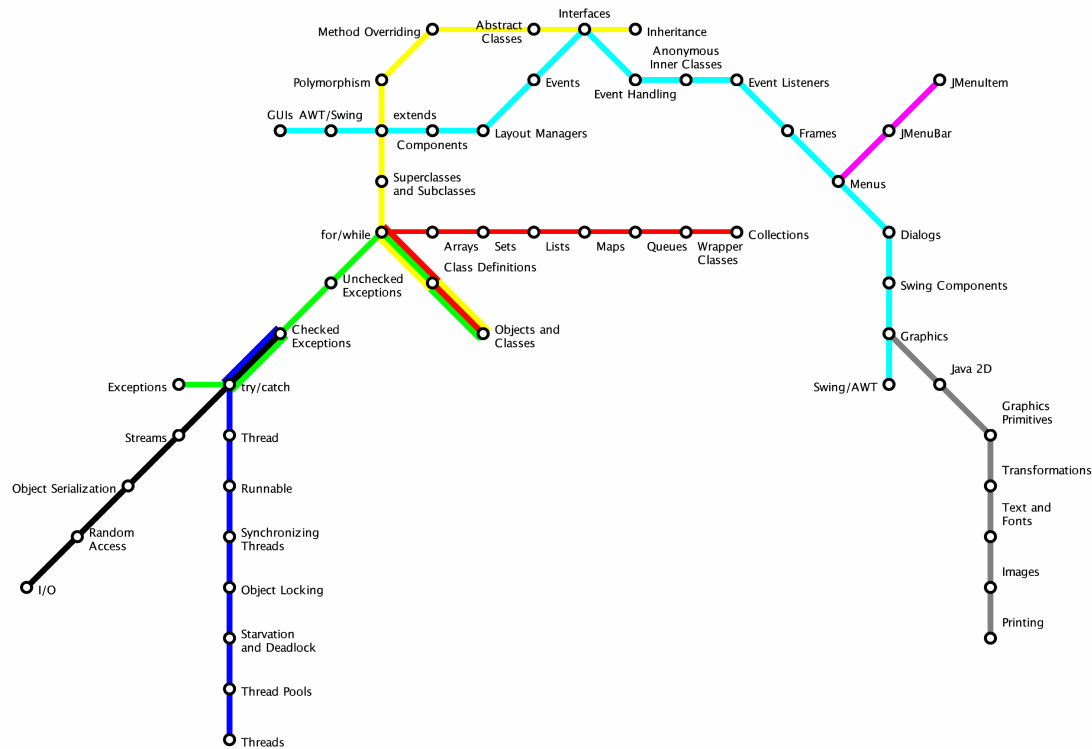 Interfaces
Method Overriding
Abstract
Classes
Inheritance
Anonymous
Inner Classes
Polymorphism
Events
Event Handling
Event Listeners
JMenuItem
GUIs
AWT/Swing
extends
Components
Layout Managers
Frames
JMenuBar
Superclasses
and Subclasses
Menus
for/while
Arrays
Sets
Lists
Maps
Queues
Wrapper
Classes
Collections
Dialogs
Class Definitions
Unchecked
Exceptions
Swing Components
Checked
Exceptions
Objects and
Classes
Graphics
Exceptions
try/catch
Swing/AWT
Java 2D
Graphics
Primitives
Streams
Thread
Transformations
Object Serialization
Runnable
Text and
Fonts
Random
Access
Synchronizing
Threads
Images
I/O
Object Locking
Printing
Starvation
and Deadlock
Thread Pools
Threads